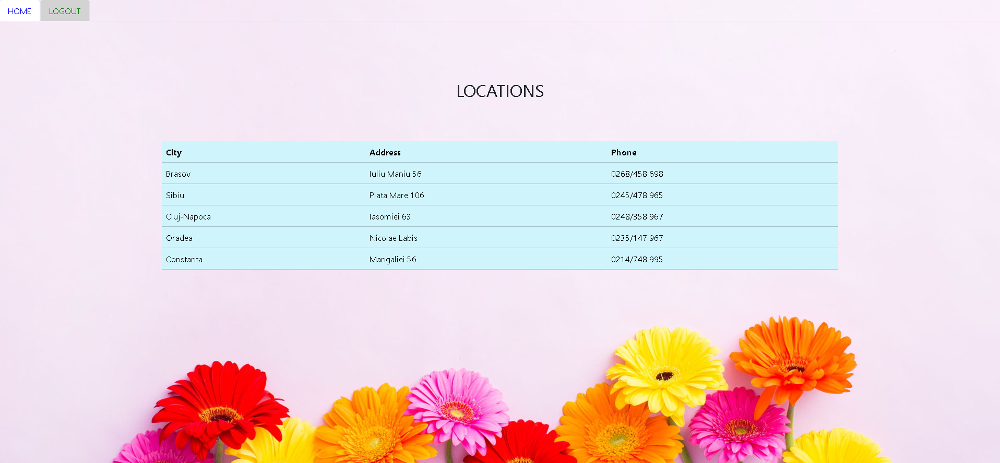 HOME LOGOUT
LOCATIONS
City Address Phone
Brasov Iuliu Maniu 56 0268/458 698
Sibiu Piata Mare 106 0245/478 965
Cluj-Napoca Iasomiei 63 0248/358 967
Oradea Nicolae Labis 0235/147 967
Constanta Mangaliei 56 0214/748 995